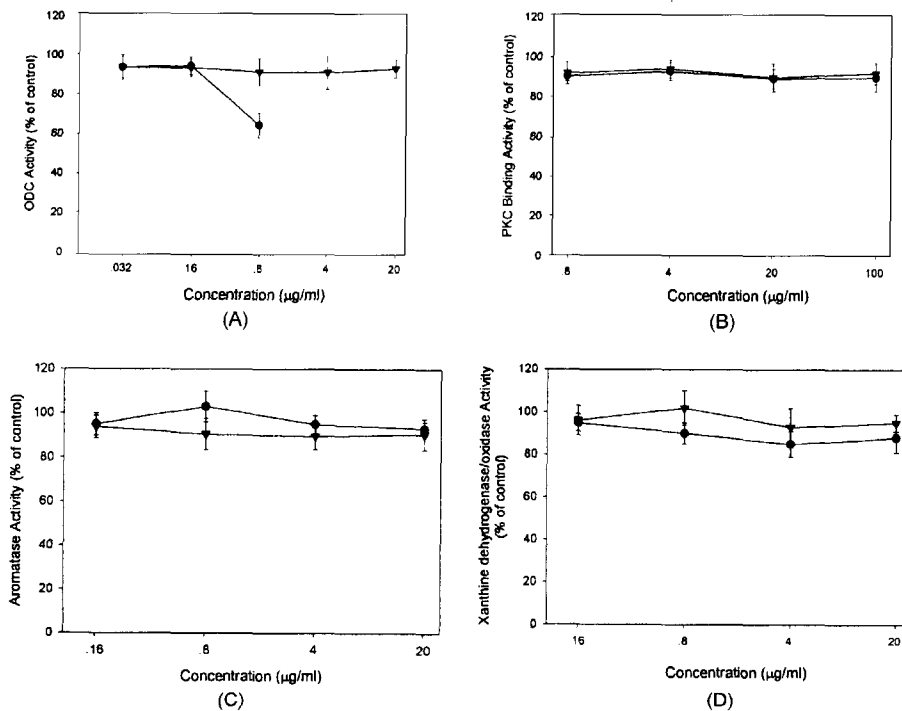 120
100
80
60
40
20
0
ODC Activity (% of control)
.032 16 .8 4 20
Concentration (µg/ml)
(A)
120
100
80
60
40
20
0
PKC Binding Activity (% of control)
.8 4 20 100
Concentration (µg/ml)
(B)
120
100
80
60
40
20
0
Aromatase Activity (% of control)
.16 .8 4 20
Concentration (µg/ml)
(C)
120
100
80
60
40
20
0
Xanthine dehydrogenase/oxidase Activity
(% of control)
16 .8 4 20
Concentration (µg/ml)
(D)